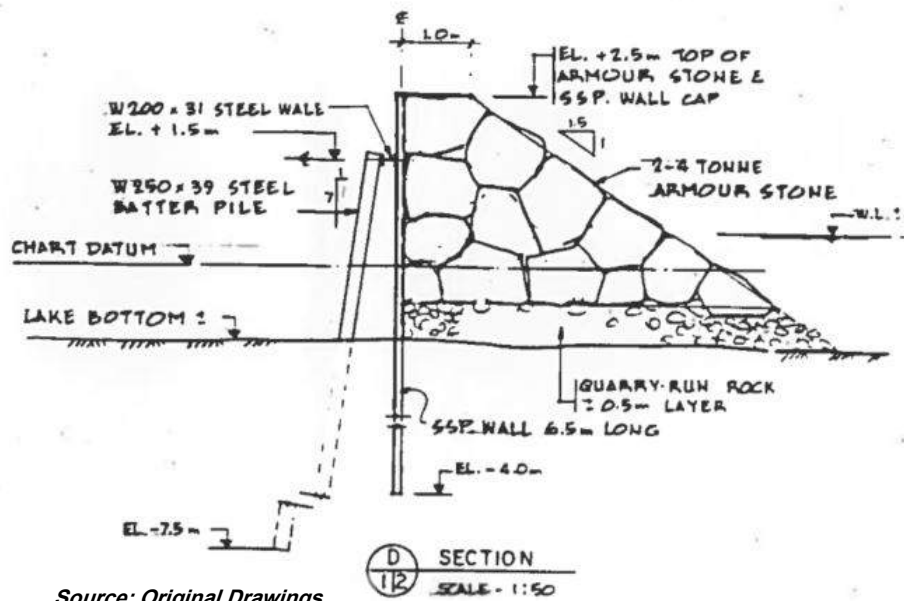 ℄
1.0m
EL. +2.5m TOP OF
ARMOUR STONE &
SSP. WALL CAP
W200 x 31 STEEL WALE
EL. + 1.5m
1.5
1
2-4 TONNE
ARMOUR STONE
W250 x 39 STEEL
BATTER PILE
1
7
W.L. ±
CHART DATUM
LAKE BOTTOM ±
QUARRY-RUN ROCK
± 0.5m LAYER
SSP. WALL 6.5m LONG
EL. -4.0m
EL. -7.5m
D SECTION
1 2 SCALE - 1:50
Source: Original Drawings